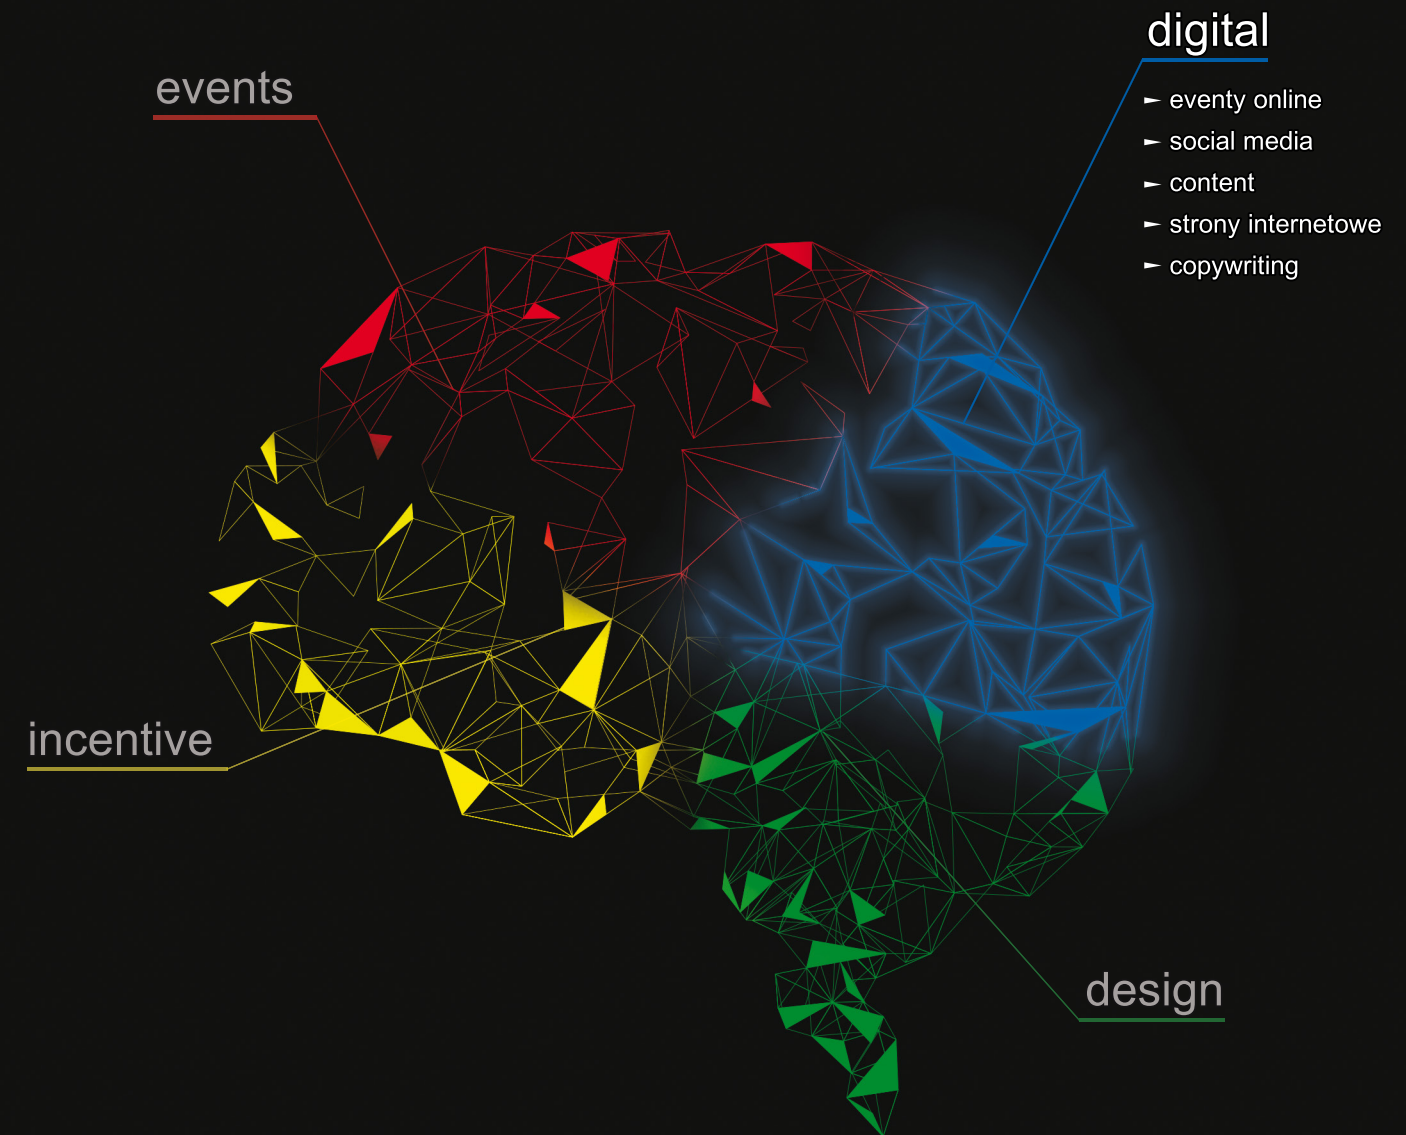 digital
events
► eventy online
► social media
► content
► strony internetowe
► copywriting
incentive
design